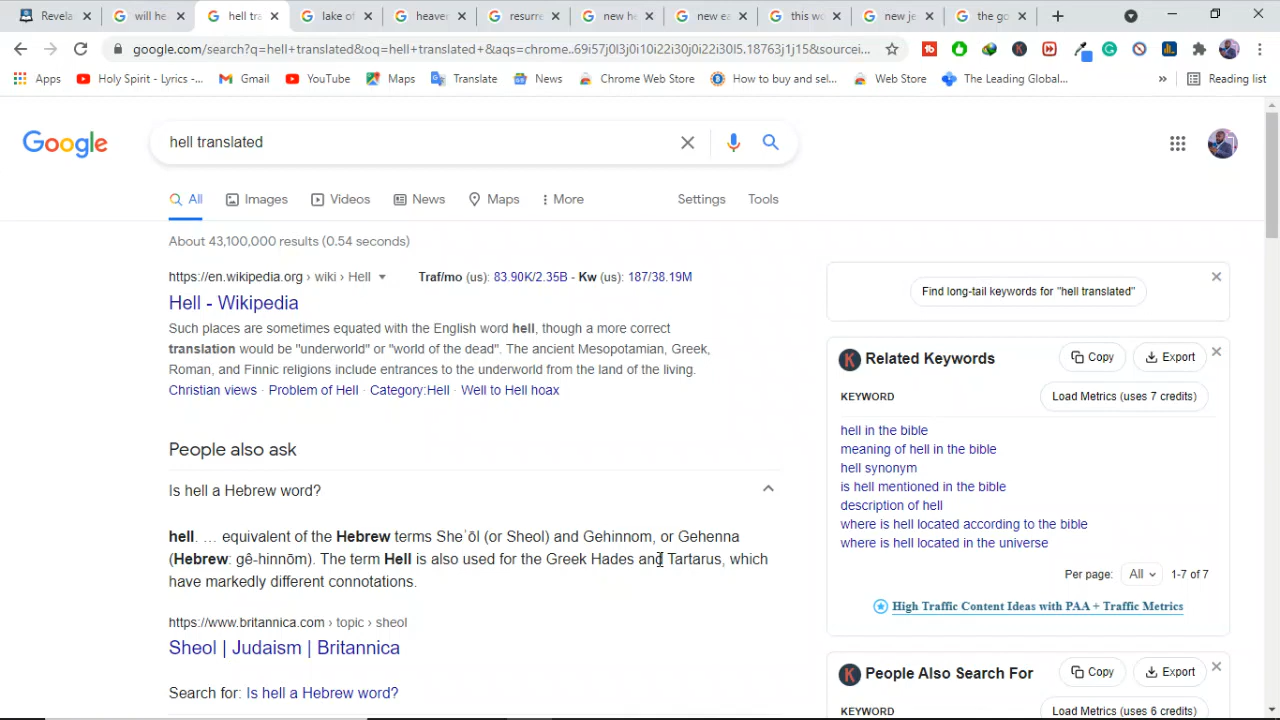 Revela
will he
hell tra
lake of
heaven
resurre
new he
new ea
this wo
new je
the go
google.com/search?q=hell+translated&oq=hell+translated+&aqs=chrome..69i57j0l3j0i10i22i30j0i22i30l5.18763j1j15&sourcei...
Apps
Holy Spirit - Lyrics -...
Gmail
YouTube
Maps
Translate
News
Chrome Web Store
How to buy and sel...
Web Store
The Leading Global...
»
Reading list
Google
hell translated
All
Images
Videos
News
Maps
More
Settings
Tools
About 43,100,000 results (0.54 seconds)
https://en.wikipedia.org › wiki › Hell
Traf/mo (us): 83.90K/2.35B - Kw (us): 187/38.19M
Hell - Wikipedia
Such places are sometimes equated with the English word hell, though a more correct
translation would be "underworld" or "world of the dead". The ancient Mesopotamian, Greek,
Roman, and Finnic religions include entrances to the underworld from the land of the living.
Christian views · Problem of Hell · Category:Hell · Well to Hell hoax
People also ask
Is hell a Hebrew word?
hell. ... equivalent of the Hebrew terms Sheʾōl (or Sheol) and Gehinnom, or Gehenna
(Hebrew: gê-hinnōm). The term Hell is also used for the Greek Hades and Tartarus, which
have markedly different connotations.
https://www.britannica.com › topic › sheol
Sheol | Judaism | Britannica
Search for: Is hell a Hebrew word?
Find long-tail keywords for "hell translated"
K
Related Keywords
Copy
Export
KEYWORD
Load Metrics (uses 7 credits)
hell in the bible
meaning of hell in the bible
hell synonym
is hell mentioned in the bible
description of hell
where is hell located according to the bible
where is hell located in the universe
Per page:
All
1-7 of 7
High Traffic Content Ideas with PAA + Traffic Metrics
K
People Also Search For
Copy
Export
KEYWORD
Load Metrics (uses 6 credits)